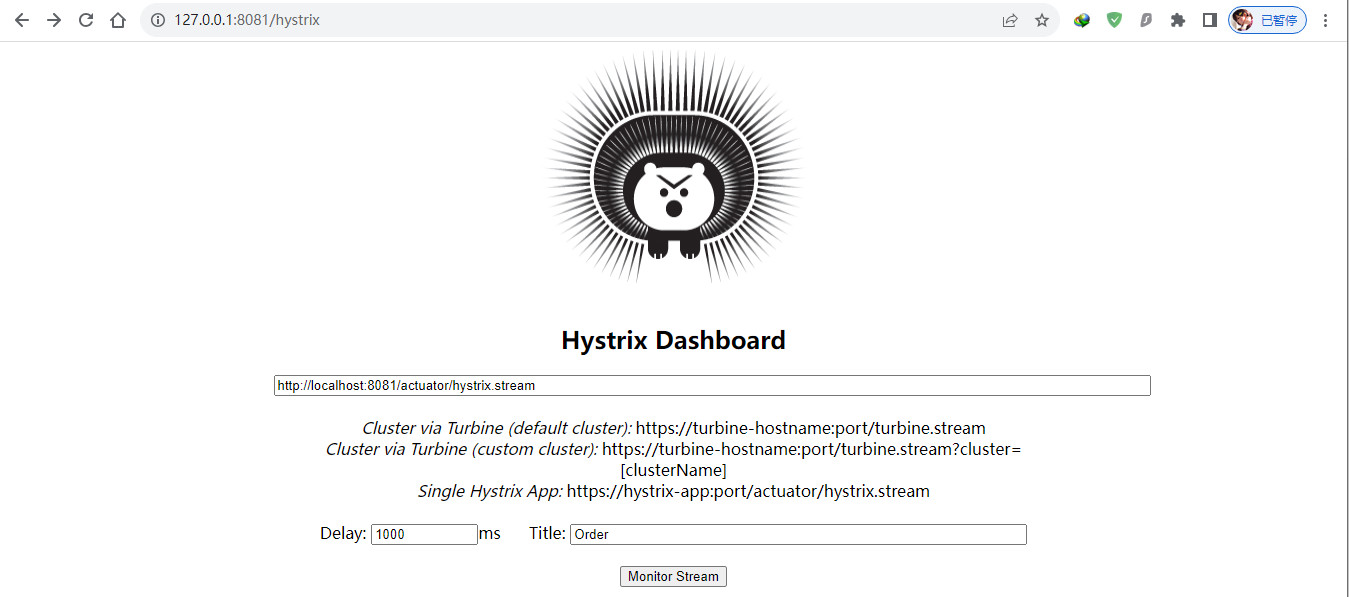 127.0.0.1:8081/hystrix
已暂停
Hystrix Dashboard
http://localhost:8081/actuator/hystrix.stream
Cluster via Turbine (default cluster): https://turbine-hostname:port/turbine.stream
Cluster via Turbine (custom cluster): https://turbine-hostname:port/turbine.stream?cluster=
[clusterName]
Single Hystrix App: https://hystrix-app:port/actuator/hystrix.stream
Delay: 1000 ms Title: Order
Monitor Stream